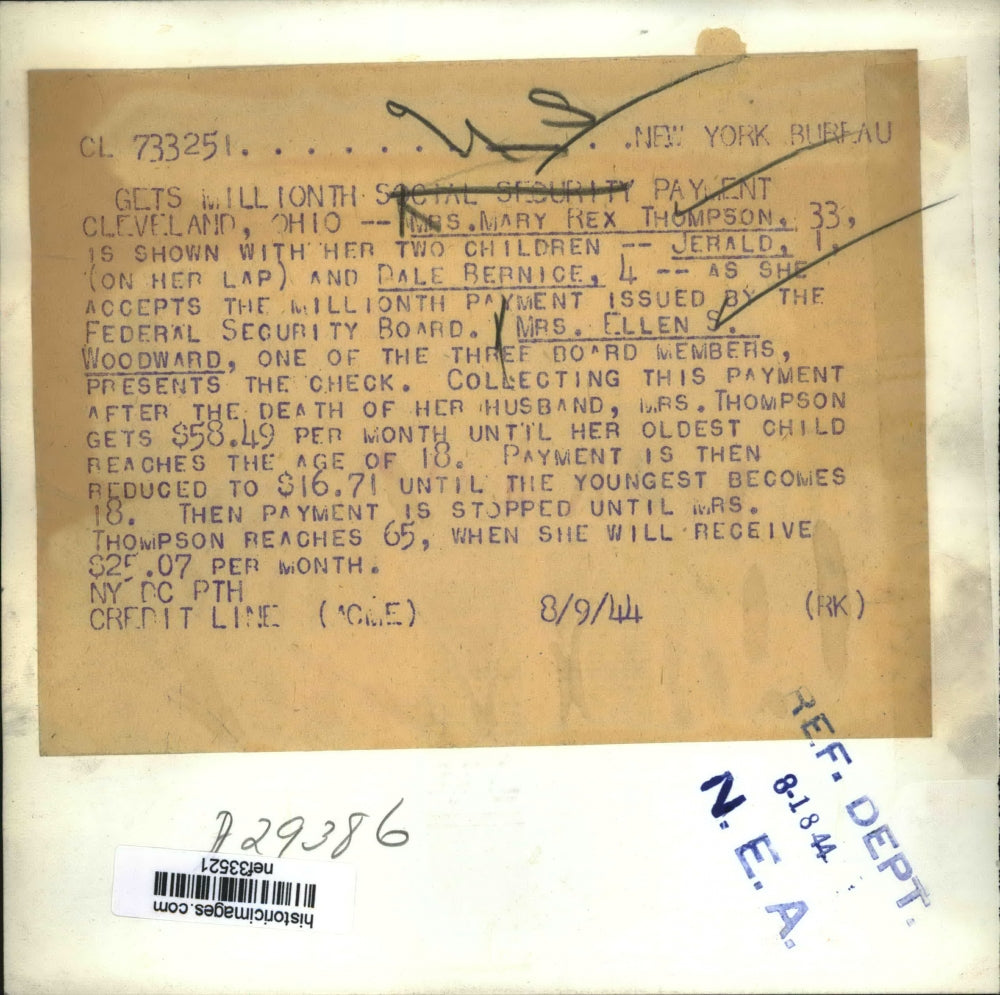 CL 733251. . . . . . . . . .NEW YORK BUREAU
GETS MILLIONTH SOCIAL SECURITY PAYMENT
CLEVELAND, OHIO -- MRS. MARY REX THOMPSON, 33,
IS SHOWN WITH HER TWO CHILDREN -- JERALD, 1,
(ON HER LAP) AND DALE BERNICE, 4 -- AS SHE
ACCEPTS THE MILLIONTH PAYMENT ISSUED BY THE
FEDERAL SECURITY BOARD. MRS. ELLEN S.
WOODWARD, ONE OF THE THREE BOARD MEMBERS,
PRESENTS THE CHECK. COLLECTING THIS PAYMENT
AFTER THE DEATH OF HER HUSBAND, MRS. THOMPSON
GETS $58.49 PER MONTH UNTIL HER OLDEST CHILD
REACHES THE AGE OF 18. PAYMENT IS THEN
REDUCED TO $16.71 UNTIL THE YOUNGEST BECOMES
18. THEN PAYMENT IS STOPPED UNTIL MRS.
THOMPSON REACHES 65, WHEN SHE WILL RECEIVE
$25.07 PER MONTH.
NY DC PTH
CREDIT LINE (ACME) 8/9/44 (RK)
REF. DEPT.
8-18 44
N. E. A.
A29386
nef33521
historicimages.com